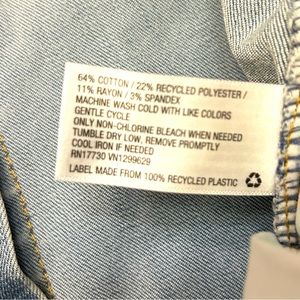 64% COTTON / 22% RECYCLED POLYESTER /
11% RAYON / 3% SPANDEX
MACHINE WASH COLD WITH LIKE COLORS
GENTLE CYCLE
ONLY NON-CHLORINE BLEACH WHEN NEEDED
TUMBLE DRY LOW, REMOVE PROMPTLY
COOL IRON IF NEEDED
RN17730 VN1299629
LABEL MADE FROM 100% RECYCLED PLASTIC